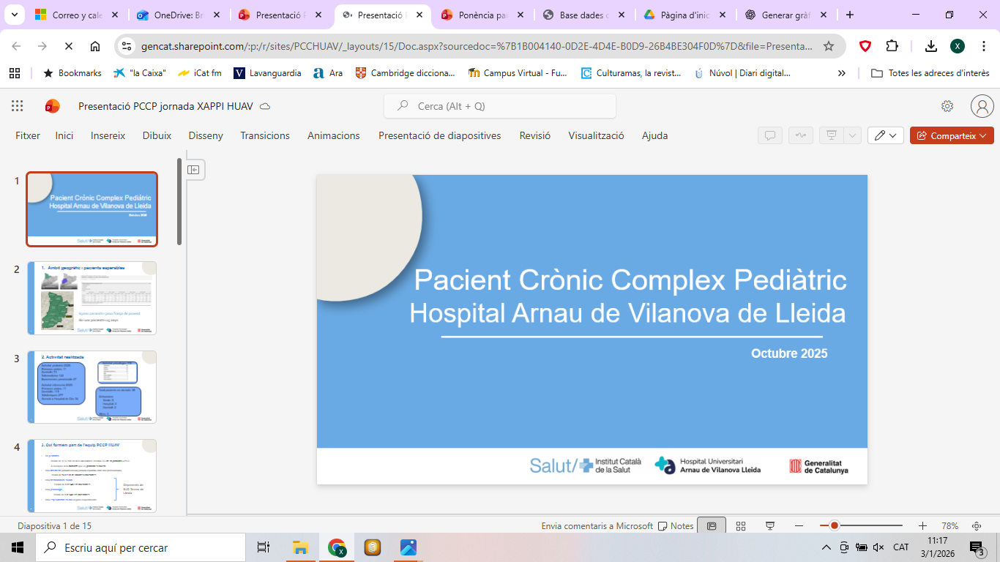 Correo y cale
OneDrive: Br
Presentació P
Presentació P
Ponència par
Base dades c
Pàgina d'inic
Generar gràf
gencat.sharepoint.com/:p:/r/sites/PCCHUAV/_layouts/15/Doc.aspx?sourcedoc=%7B1B004140-0D2E-4D4E-B0D9-26B4BE304F0D%7D&file=Presenta...
X
Bookmarks
"la Caixa"
iCat fm
Lavanguardia
Ara
Cambridge dicciona...
Campus Virtual - Fu...
Culturamas, la revist...
Núvol | Diari digital...
Totes les adreces d'interès
Presentació PCCP jornada XAPPI HUAV
Cerca (Alt + Q)
Fitxer Inici Insereix Dibuix Disseny Transicions Animacions Presentació de diapositives Revisió Visualització Ajuda
Comparteix
1
Pacient Crònic Complex Pediàtric
Hospital Arnau de Vilanova de Lleida
Octubre 2025
2
1. Àmbit geogràfic i pacients esperables
3
2. Activitat realitzada
4
3. Qui formem part de l'equip PCCP HUAV
Pacient Crònic Complex Pediàtric
Hospital Arnau de Vilanova de Lleida
Octubre 2025
Salut/ Institut Català
de la Salut
Hospital Universitari
Arnau de Vilanova Lleida
Generalitat
de Catalunya
Diapositiva 1 de 15
Envia comentaris a Microsoft
Notes
78%
Escriu aquí per cercar
X
CAT
11:17
3/1/2026
3